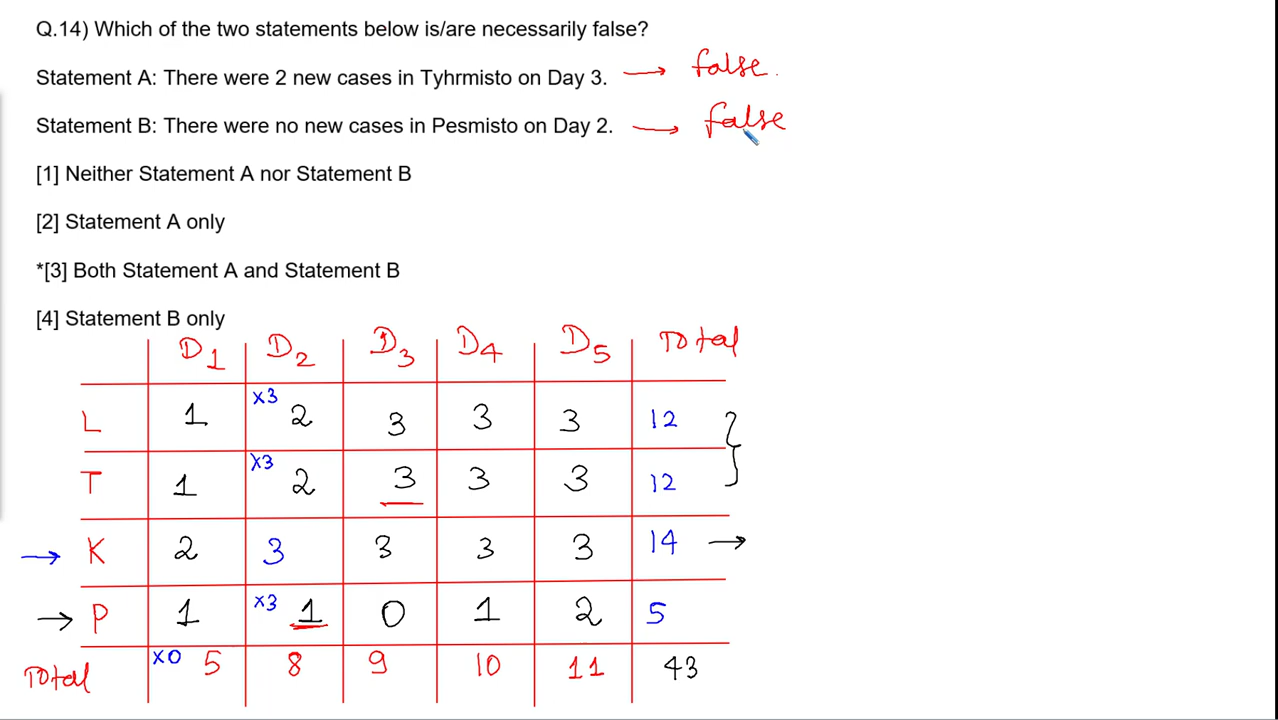 Q.14) Which of the two statements below is/are necessarily false?
Statement A: There were 2 new cases in Tyhrmisto on Day 3. → false.
Statement B: There were no new cases in Pesmisto on Day 2. → false
[1] Neither Statement A nor Statement B
[2] Statement A only
*[3] Both Statement A and Statement B
[4] Statement B only
D1 D2 D3 D4 D5 Total
L 1 x3 2 3 3 3 12
T 1 x3 2 3 3 3 12
→ K 2 3 3 3 3 14 →
→ P 1 x3 1 0 1 2 5
Total x0 5 8 9 10 11 43